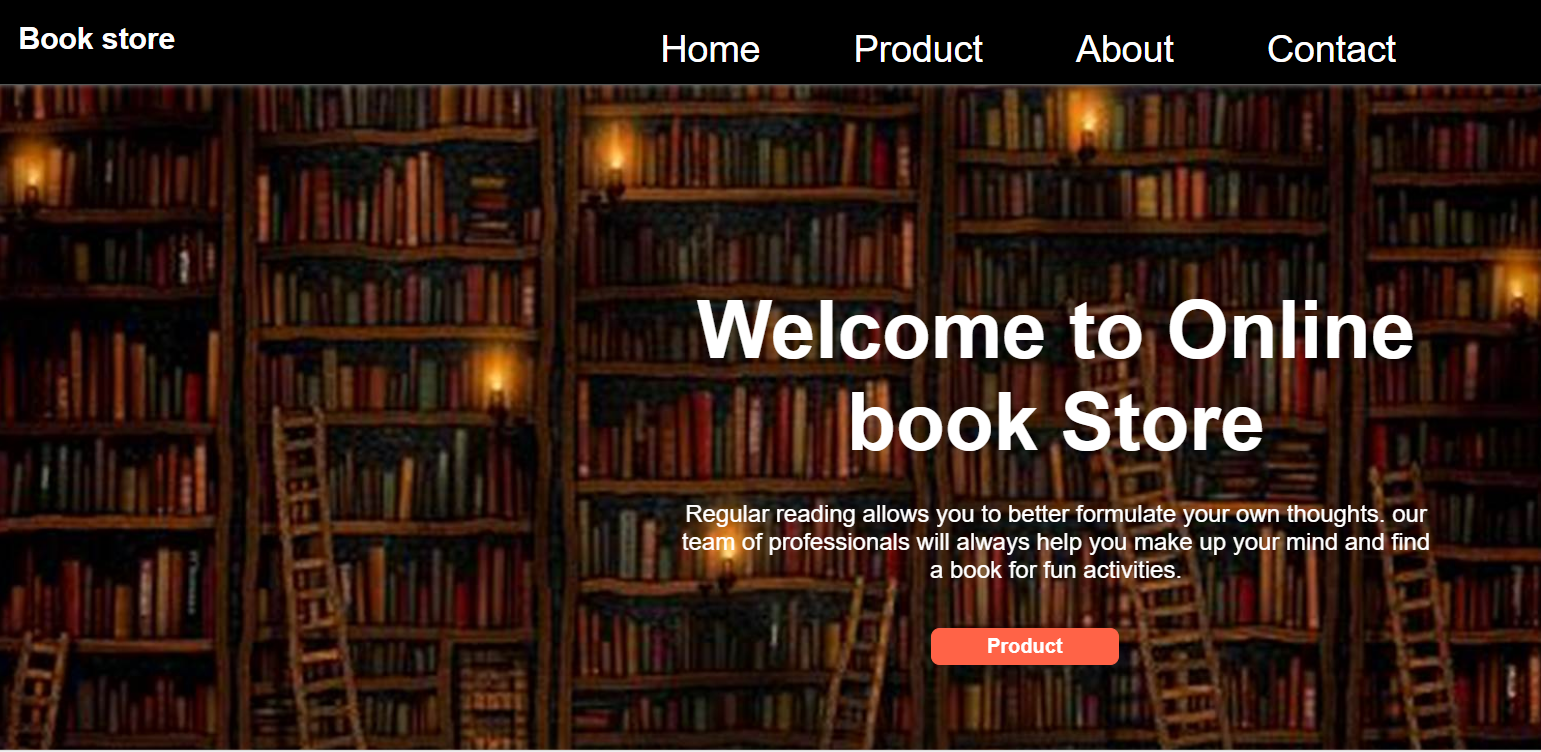 Book store
Home Product About Contact
Welcome to Online
book Store
Regular reading allows you to better formulate your own thoughts. our
team of professionals will always help you make up your mind and find
a book for fun activities.
Product